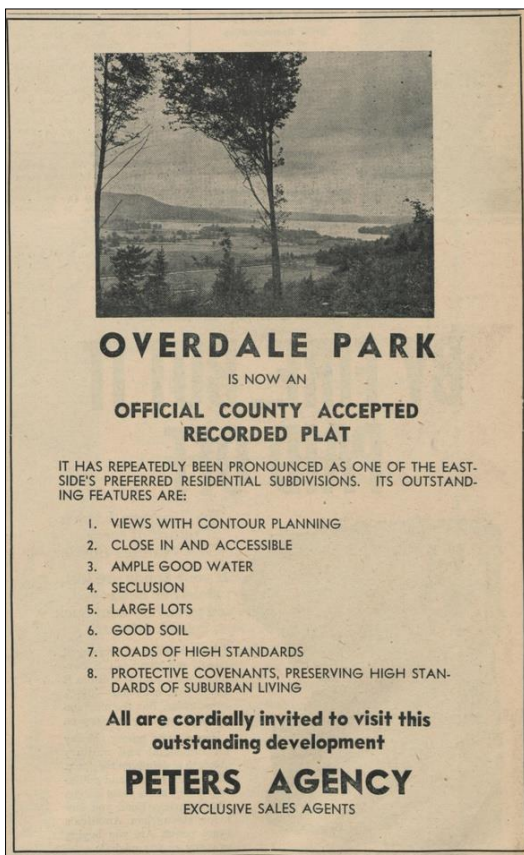 OVERDALE PARK
IS NOW AN
OFFICIAL COUNTY ACCEPTED
RECORDED PLAT
IT HAS REPEATEDLY BEEN PRONOUNCED AS ONE OF THE EAST-
SIDE'S PREFERRED RESIDENTIAL SUBDIVISIONS. ITS OUTSTAND-
ING FEATURES ARE:
1. VIEWS WITH CONTOUR PLANNING
2. CLOSE IN AND ACCESSIBLE
3. AMPLE GOOD WATER
4. SECLUSION
5. LARGE LOTS
6. GOOD SOIL
7. ROADS OF HIGH STANDARDS
8. PROTECTIVE COVENANTS, PRESERVING HIGH STAN-
DARDS OF SUBURBAN LIVING
All are cordially invited to visit this
outstanding development
PETERS AGENCY
EXCLUSIVE SALES AGENTS